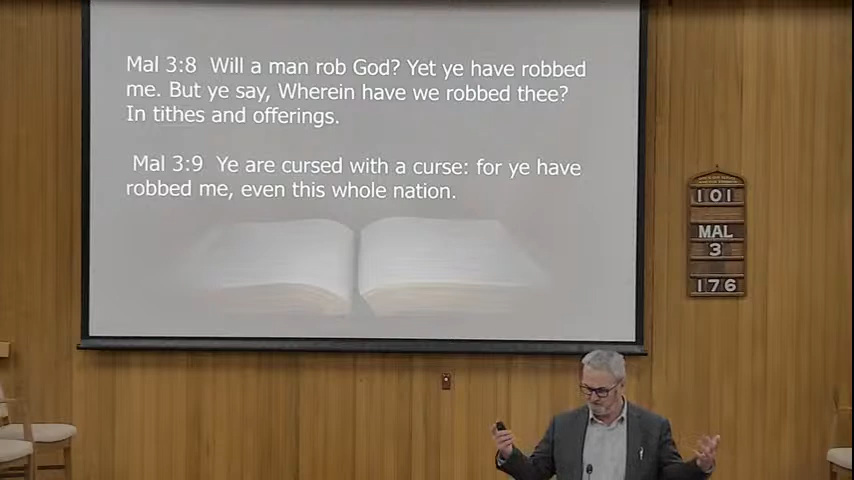 Mal 3:8 Will a man rob God? Yet ye have robbed
me. But ye say, Wherein have we robbed thee?
In tithes and offerings.
Mal 3:9 Ye are cursed with a curse: for ye have
robbed me, even this whole nation.
101
MAL
3
176